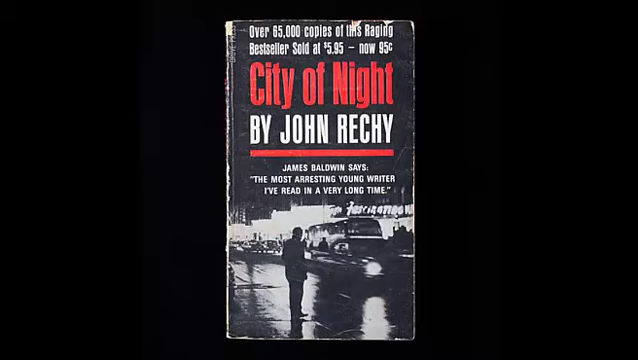 Over 65,000 copies of this Raging
Bestseller Sold at $5.95 – now 95¢
City of Night
BY JOHN RECHY
JAMES BALDWIN SAYS:
"THE MOST ARRESTING YOUNG WRITER
I'VE READ IN A VERY LONG TIME."
FASCINATION